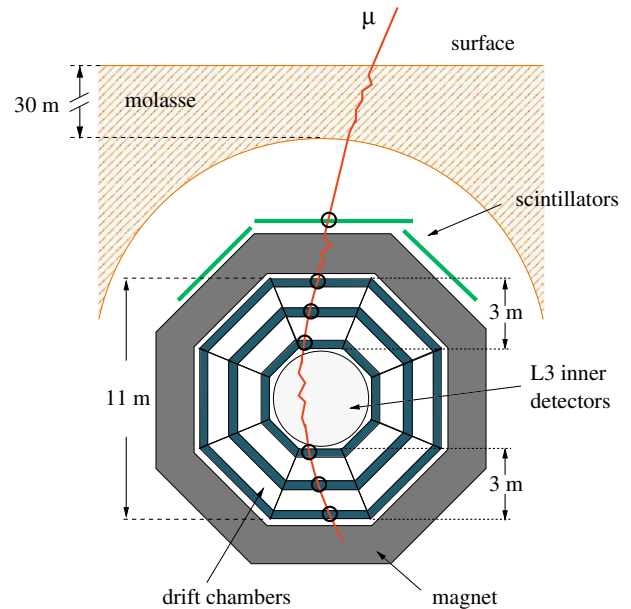 μ
surface
30 m
molasse
scintillators
3 m
L3 inner
detectors
11 m
3 m
drift chambers
magnet